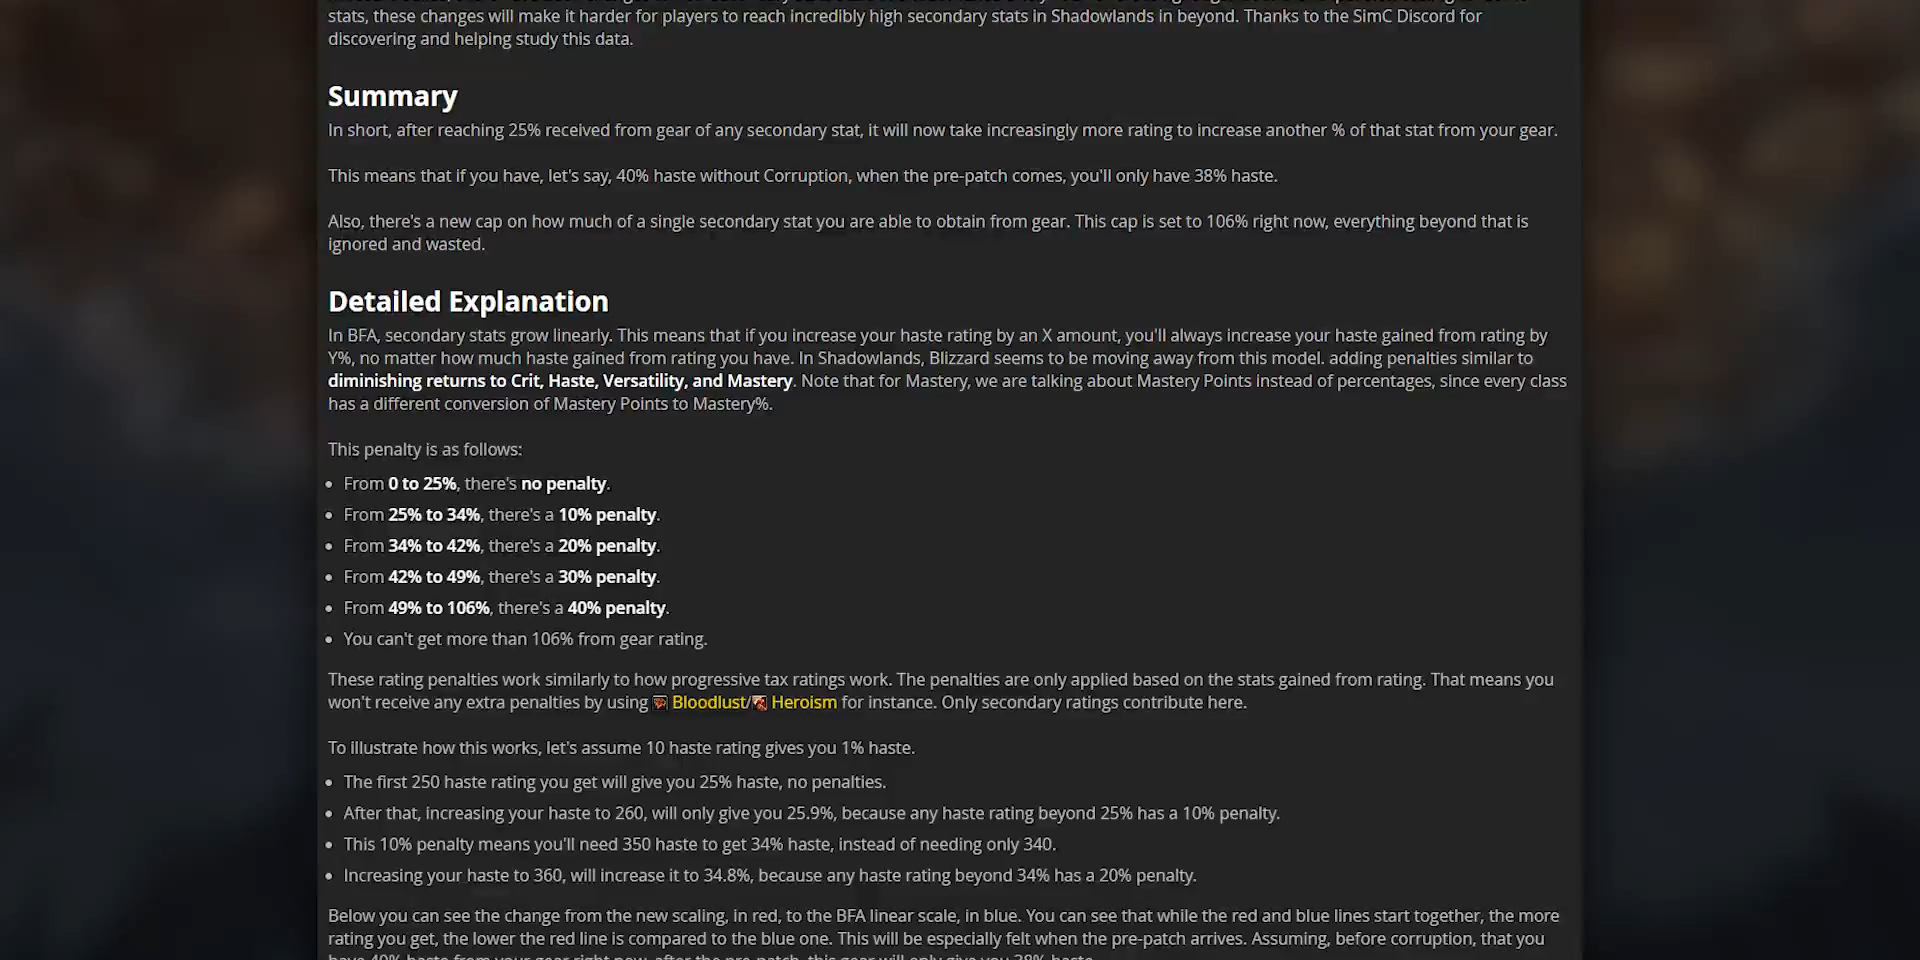 stats, these changes will make it harder for players to reach incredibly high secondary stats in Shadowlands in beyond. Thanks to the SimC Discord for
discovering and helping study this data.
Summary
In short, after reaching 25% received from gear of any secondary stat, it will now take increasingly more rating to increase another % of that stat from your gear.
This means that if you have, let's say, 40% haste without Corruption, when the pre-patch comes, you'll only have 38% haste.
Also, there's a new cap on how much of a single secondary stat you are able to obtain from gear. This cap is set to 106% right now, everything beyond that is
ignored and wasted.
Detailed Explanation
In BFA, secondary stats grow linearly. This means that if you increase your haste rating by an X amount, you'll always increase your haste gained from rating by
Y%, no matter how much haste gained from rating you have. In Shadowlands, Blizzard seems to be moving away from this model. adding penalties similar to
diminishing returns to Crit, Haste, Versatility, and Mastery. Note that for Mastery, we are talking about Mastery Points instead of percentages, since every class
has a different conversion of Mastery Points to Mastery%.
This penalty is as follows:
• From 0 to 25%, there's no penalty.
• From 25% to 34%, there's a 10% penalty.
• From 34% to 42%, there's a 20% penalty.
• From 42% to 49%, there's a 30% penalty.
• From 49% to 106%, there's a 40% penalty.
• You can't get more than 106% from gear rating.
These rating penalties work similarly to how progressive tax ratings work. The penalties are only applied based on the stats gained from rating. That means you
won't receive any extra penalties by using Bloodlust/ Heroism for instance. Only secondary ratings contribute here.
To illustrate how this works, let's assume 10 haste rating gives you 1% haste.
• The first 250 haste rating you get will give you 25% haste, no penalties.
• After that, increasing your haste to 260, will only give you 25.9%, because any haste rating beyond 25% has a 10% penalty.
• This 10% penalty means you'll need 350 haste to get 34% haste, instead of needing only 340.
• Increasing your haste to 360, will increase it to 34.8%, because any haste rating beyond 34% has a 20% penalty.
Below you can see the change from the new scaling, in red, to the BFA linear scale, in blue. You can see that while the red and blue lines start together, the more
rating you get, the lower the red line is compared to the blue one. This will be especially felt when the pre-patch arrives. Assuming, before corruption, that you
have 40% haste from your gear right now, after the pre-patch, this gear will only give you 38% haste.